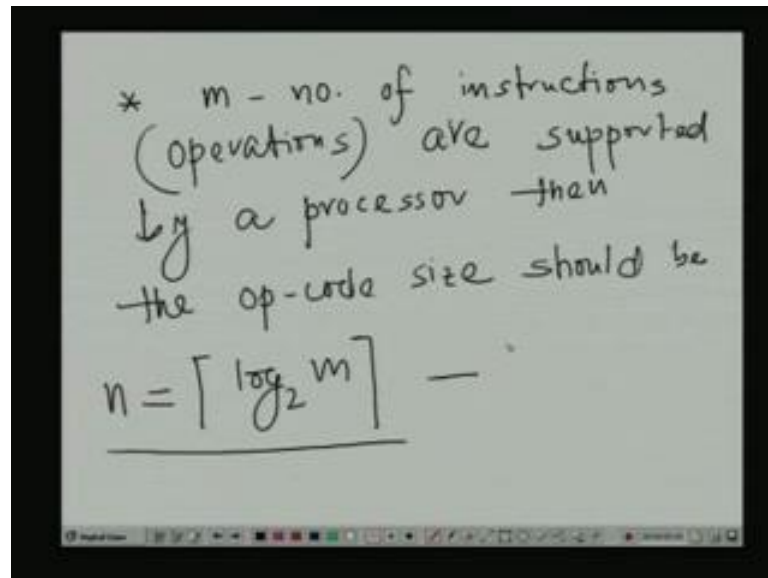 * m - no. of instructions
(operations) are supported
by a processor then
the op-code size should be
n = ⌈ log₂ m ⌉ —